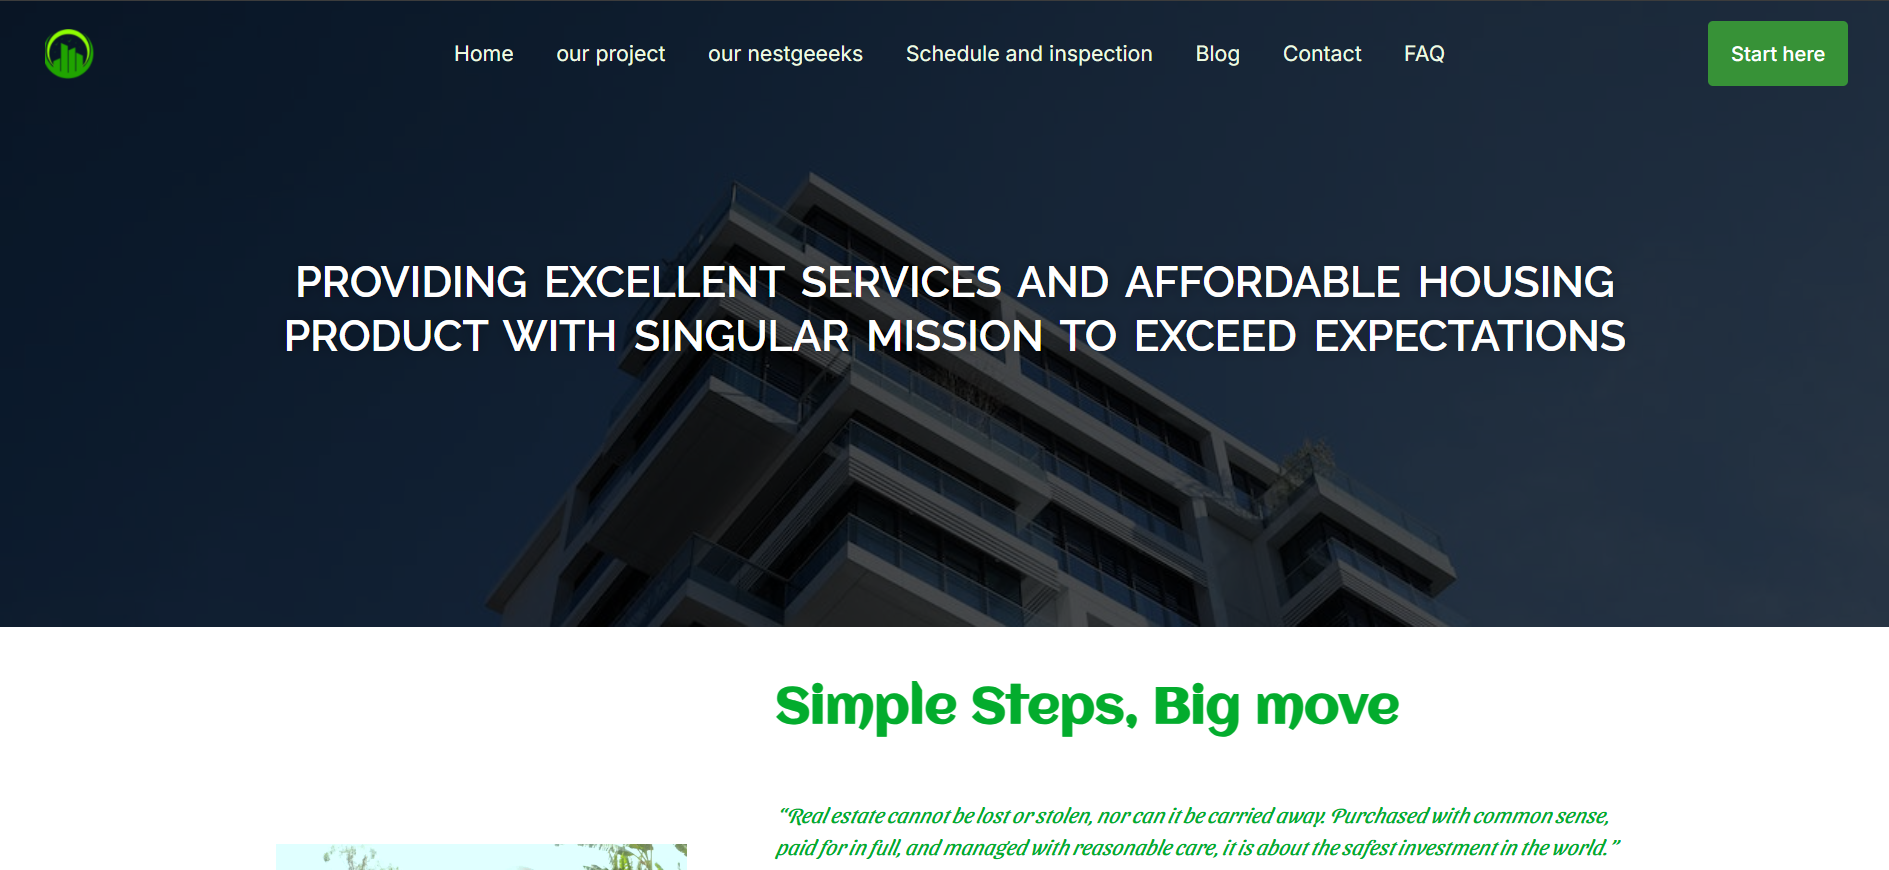 Home our project our nestgeeeks Schedule and inspection Blog Contact FAQ Start here
PROVIDING EXCELLENT SERVICES AND AFFORDABLE HOUSING
PRODUCT WITH SINGULAR MISSION TO EXCEED EXPECTATIONS
Simple Steps, Big move
“Real estate cannot be lost or stolen, nor can it be carried away. Purchased with common sense,
paid for in full, and managed with reasonable care, it is about the safest investment in the world.”